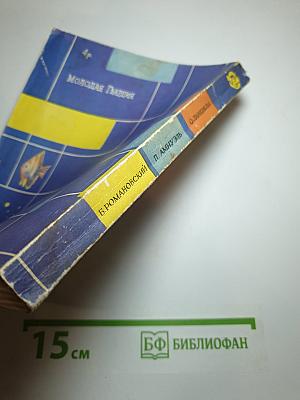 Молодая Гвардия
Б. РОМАНОВСКИЙ
П. АМНУЭЛЬ
15 см
БФ БИБЛИОФАН